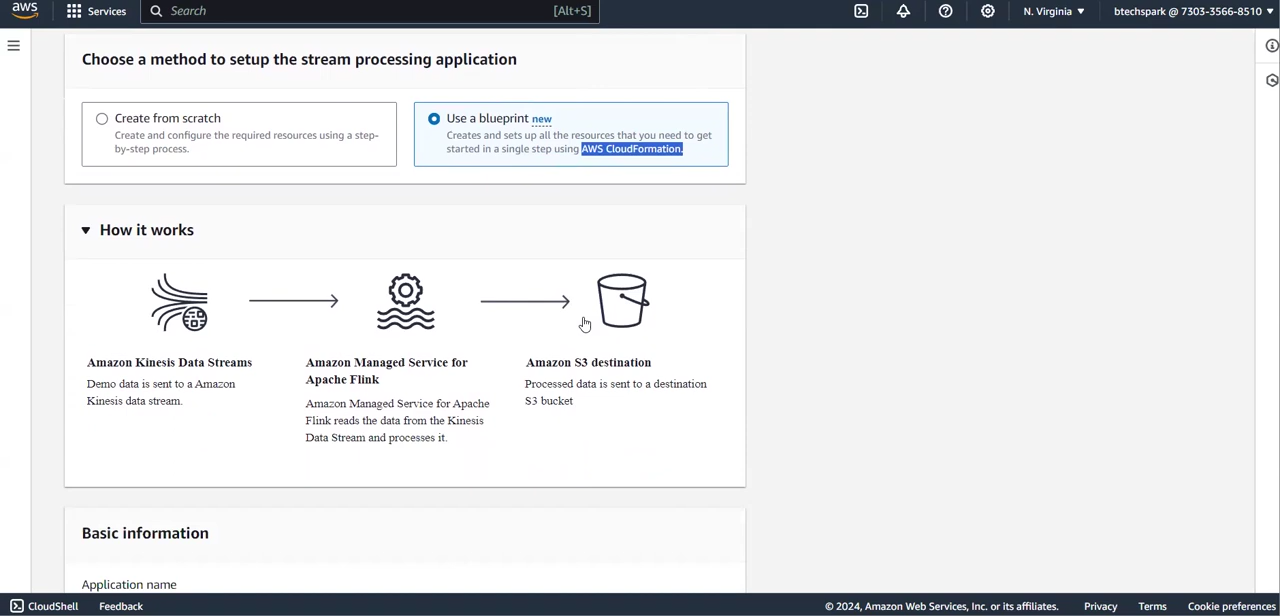 aws
Services
Search
[Alt+S]
N. Virginia
btechspark @ 7303-3566-8510
Choose a method to setup the stream processing application
Create from scratch
Create and configure the required resources using a step-
by-step process.
Use a blueprint new
Creates and sets up all the resources that you need to get
started in a single step using AWS CloudFormation.
How it works
Amazon Kinesis Data Streams
Demo data is sent to a Amazon
Kinesis data stream.
Amazon Managed Service for
Apache Flink
Amazon Managed Service for Apache
Flink reads the data from the Kinesis
Data Stream and processes it.
Amazon S3 destination
Processed data is sent to a destination
S3 bucket
Basic information
Application name
CloudShell
Feedback
© 2024, Amazon Web Services, Inc. or its affiliates.
Privacy
Terms
Cookie preferences